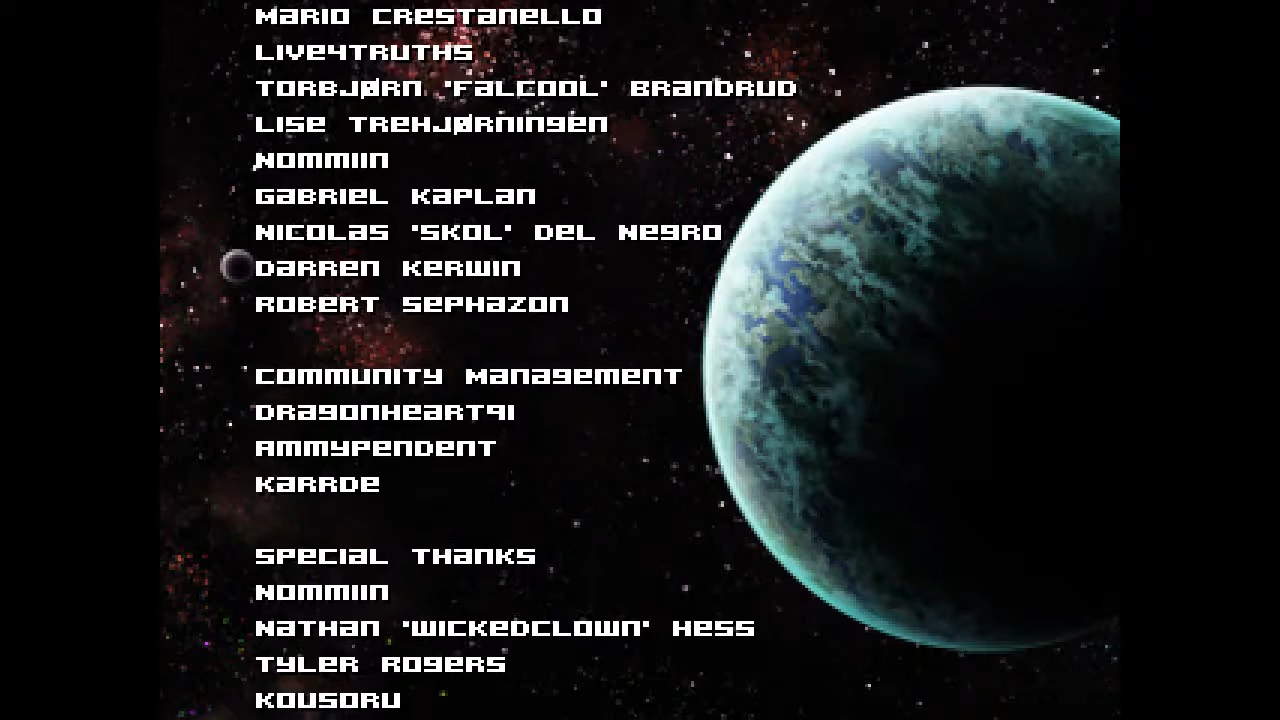 MARIO CRESTANELLO
LIVE4TRUTHS
TORBJØRN 'FALCOOL' BRANDRUD
LISE TREHJØRNINGEN
NOMMIIN
GABRIEL KAPLAN
NICOLAS 'SKOL' DEL NEGRO
DARREN KERWIN
ROBERT SEPHAZON
COMMUNITY MANAGEMENT
DRAGONHEART91
AMMYPENDENT
KARRDE
SPECIAL THANKS
NOMMIIN
NATHAN 'WICKEDCLOWN' HESS
TYLER ROGERS
KOUSORU